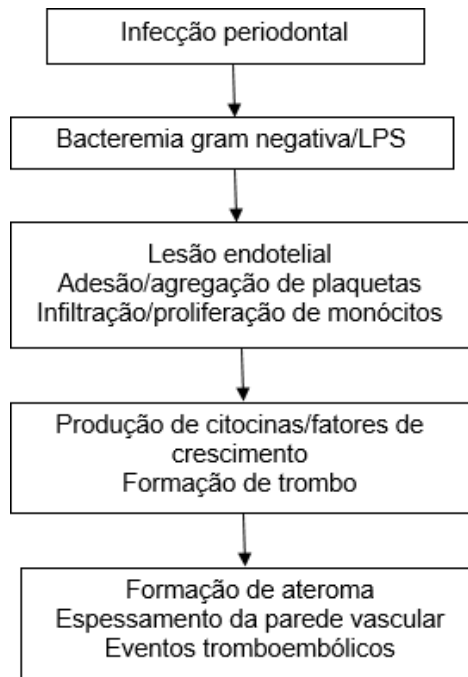 Infecção periodontal
Bacteremia gram negativa/LPS
Lesão endotelial
Adesão/agregação de plaquetas
Infiltração/proliferação de monócitos
Produção de citocinas/fatores de
crescimento
Formação de trombo
Formação de ateroma
Espessamento da parede vascular
Eventos tromboembólicos